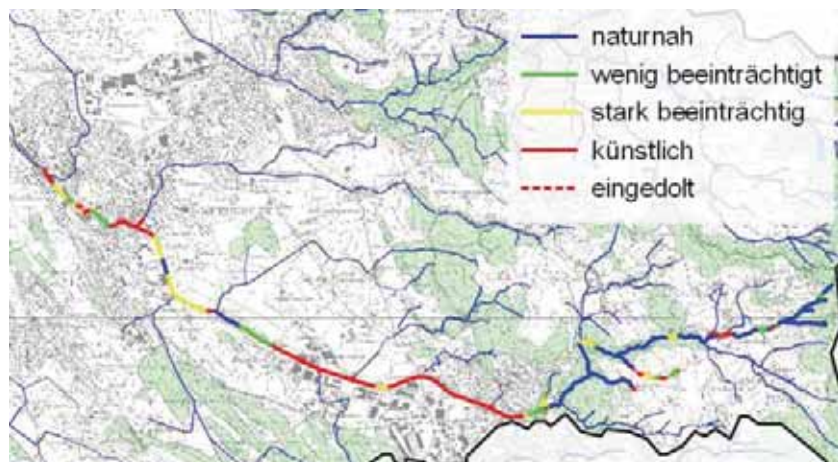 naturnah
wenig beeinträchtigt
stark beeinträchtig
künstlich
eingedolt